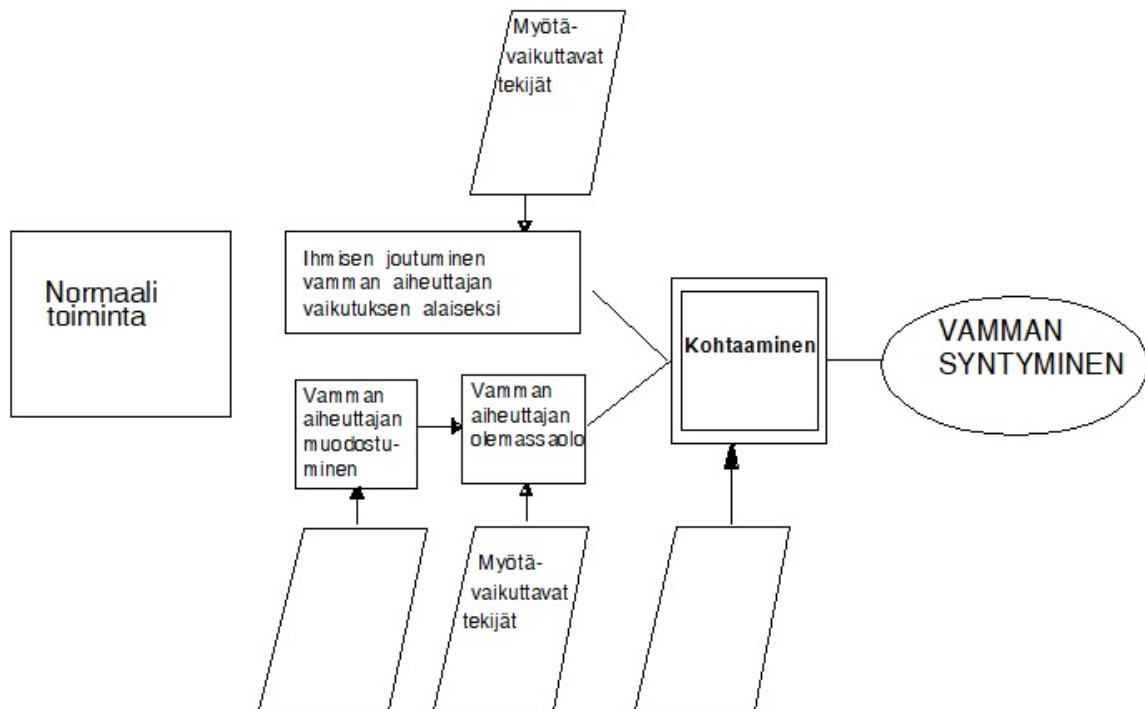 Myötä-
vaikuttavat
tekijät
Normaali
toiminta
Ihmisen joutuminen
vamman aiheuttajan
vaikutuksen alaiseksi
Vamman
aiheuttajan
muodostu-
minen
Vamman
aiheuttajan
olemassaolo
Kohtaaminen
VAMMAN
SYNTYMINEN
Myötä-
vaikuttavat
tekijät